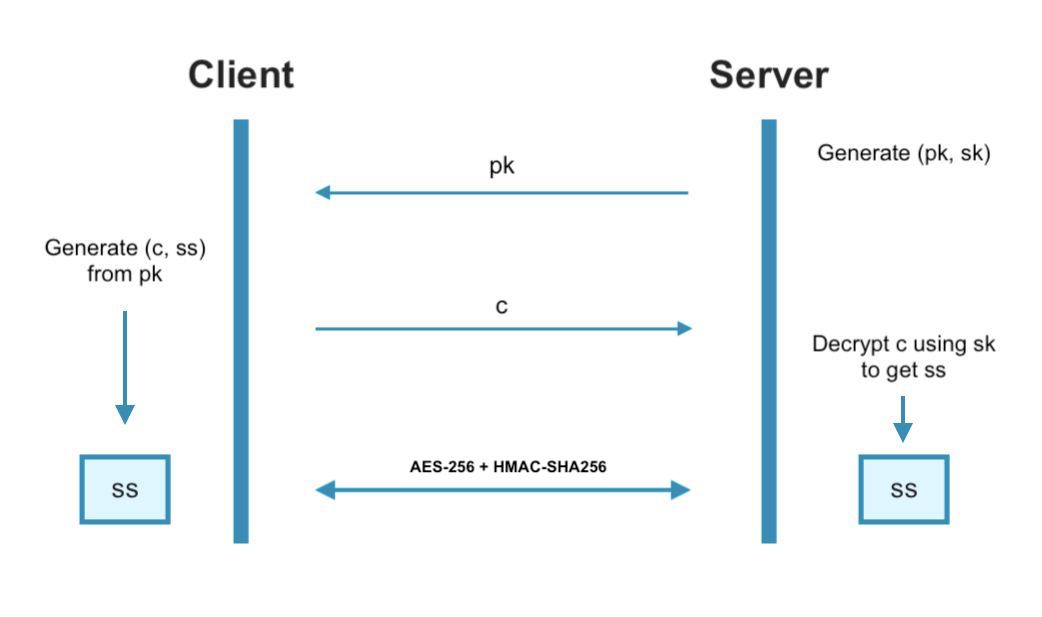 Client
Server
Generate (pk, sk)
pk
Generate (c, ss)
from pk
c
Decrypt c using sk
to get ss
AES-256 + HMAC-SHA256
ss
ss